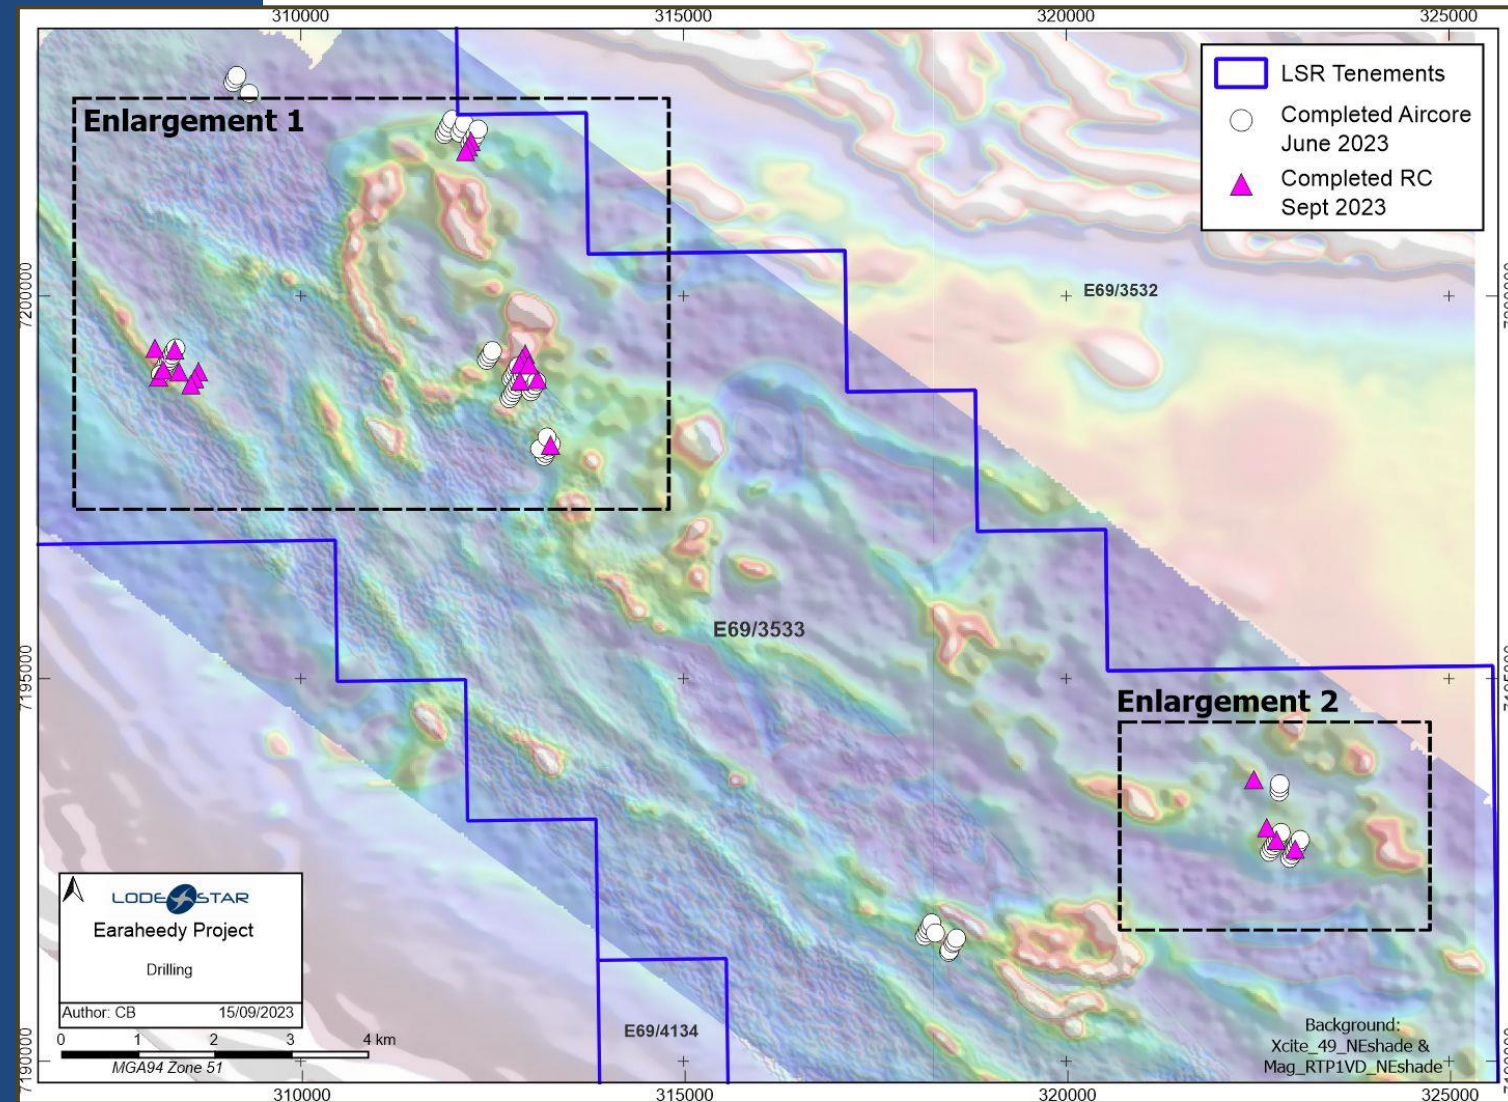 310000
315000
320000
325000
LSR Tenements
Completed Aircore
June 2023
Completed RC
Sept 2023
Enlargement 1
7200000
E69/3532
E69/3533
7195000
Enlargement 2
LODESTAR
Earaheedy Project
Drilling
Author: CB 15/09/2023
0 1 2 3 4 km
MGA94 Zone 51
E69/4134
Background:
Xcite_49_NEshade &
Mag_RTP1VD_NEshade
7190000
310000
315000
320000
325000